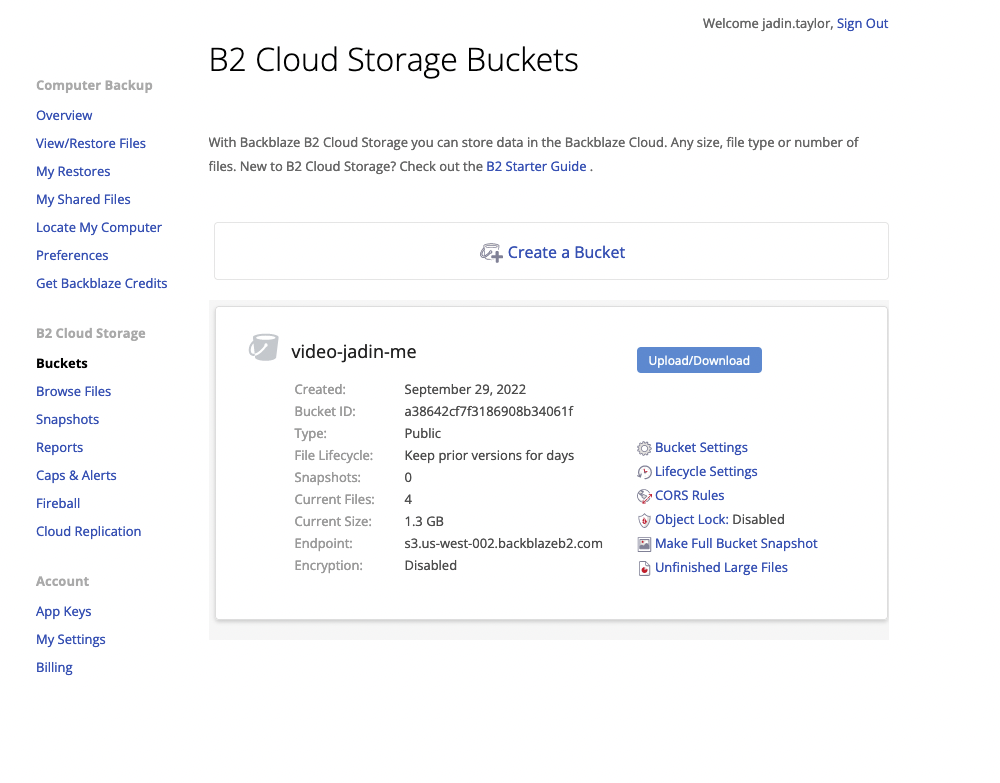 Welcome jadin.taylor, Sign Out
B2 Cloud Storage Buckets
Computer Backup
Overview
View/Restore Files
My Restores
My Shared Files
Locate My Computer
Preferences
Get Backblaze Credits
B2 Cloud Storage
Buckets
Browse Files
Snapshots
Reports
Caps & Alerts
Fireball
Cloud Replication
Account
App Keys
My Settings
Billing
With Backblaze B2 Cloud Storage you can store data in the Backblaze Cloud. Any size, file type or number of
files. New to B2 Cloud Storage? Check out the B2 Starter Guide .
Create a Bucket
video-jadin-me
Created: September 29, 2022
Bucket ID: a38642cf7f3186908b34061f
Type: Public
File Lifecycle: Keep prior versions for days
Snapshots: 0
Current Files: 4
Current Size: 1.3 GB
Endpoint: s3.us-west-002.backblazeb2.com
Encryption: Disabled
Upload/Download
Bucket Settings
Lifecycle Settings
CORS Rules
Object Lock: Disabled
Make Full Bucket Snapshot
Unfinished Large Files